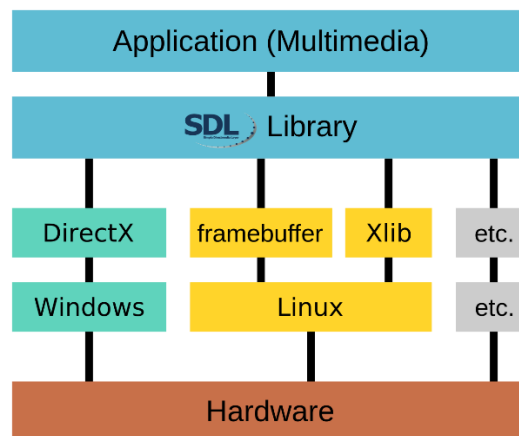 Application (Multimedia)
SDL Library
DirectX
framebuffer
Xlib
etc.
Windows
Linux
etc.
Hardware